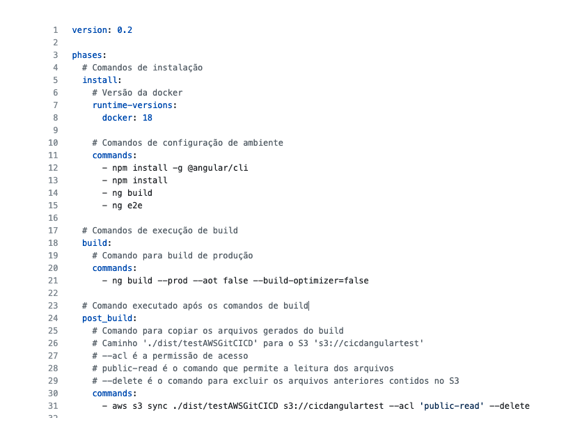 1 version: 0.2
2
3 phases:
4 # Comandos de instalação
5 install:
6 # Versão da docker
7 runtime-versions:
8 docker: 18
9
10 # Comandos de configuração de ambiente
11 commands:
12 - npm install -g @angular/cli
13 - npm install
14 - ng build
15 - ng e2e
16
17 # Comandos de execução de build
18 build:
19 # Comando para build de produção
20 commands:
21 - ng build --prod --aot false --build-optimizer=false
22
23 # Comando executado após os comandos de build
24 post_build:
25 # Comando para copiar os arquivos gerados do build
26 # Caminho './dist/testAWSGitCICD' para o S3 's3://cicdangulartest'
27 # --acl é a permissão de acesso
28 # public-read é o comando que permite a leitura dos arquivos
29 # --delete é o comando para excluir os arquivos anteriores contidos no S3
30 commands:
31 - aws s3 sync ./dist/testAWSGitCICD s3://cicdangulartest --acl 'public-read' --delete